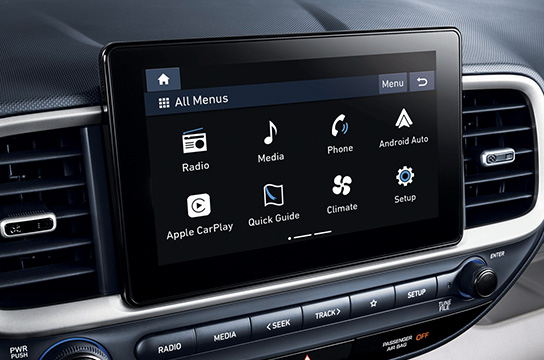 All Menus
Menu
Radio
Media
Phone
Android Auto
Apple CarPlay
Quick Guide
Climate
Setup
ENTER
TUNE
FILE
PWR
PUSH
RADIO
MEDIA
< SEEK
TRACK >
☆
SETUP
PASSENGER
AIR BAG
OFF